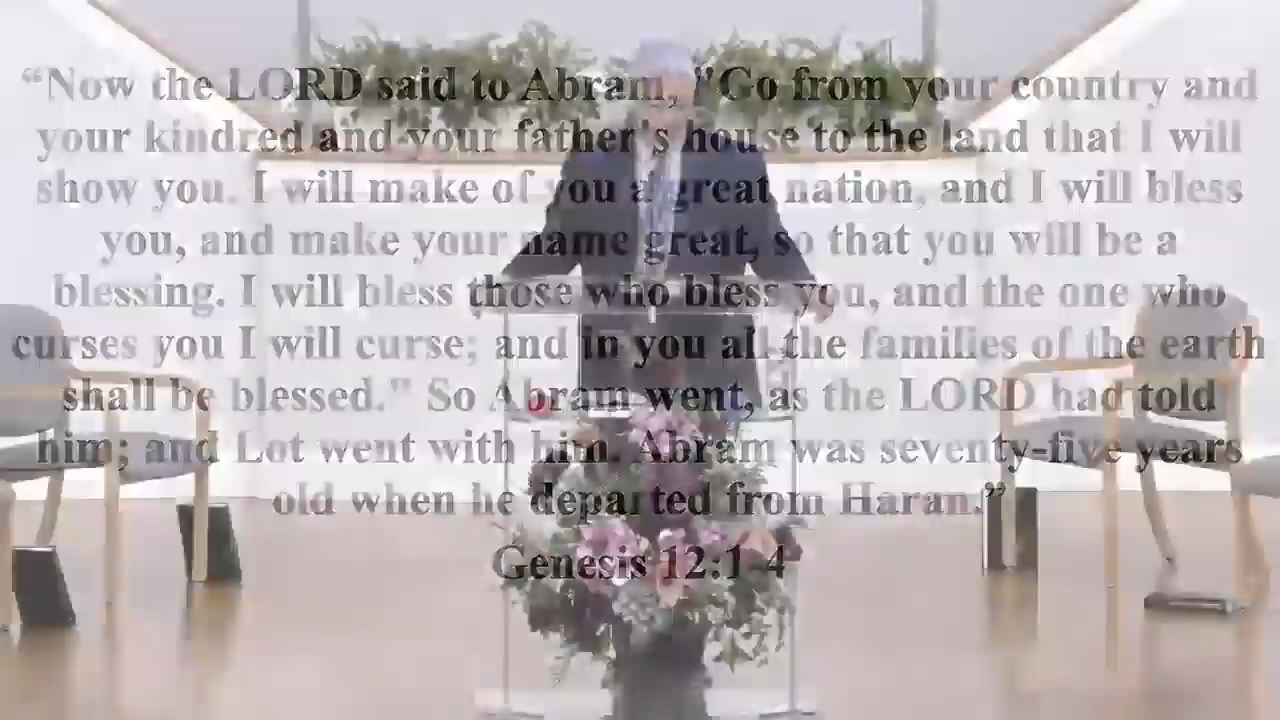 “Now the LORD said to Abram, "Go from your country and
your kindred and your father's house to the land that I will
show you. I will make of you a great nation, and I will bless
you, and make your name great, so that you will be a
blessing. I will bless those who bless you, and the one who
curses you I will curse; and in you all the families of the earth
shall be blessed." So Abram went, as the LORD had told
him; and Lot went with him. Abram was seventy-five years
old when he departed from Haran.”
Genesis 12:1-4